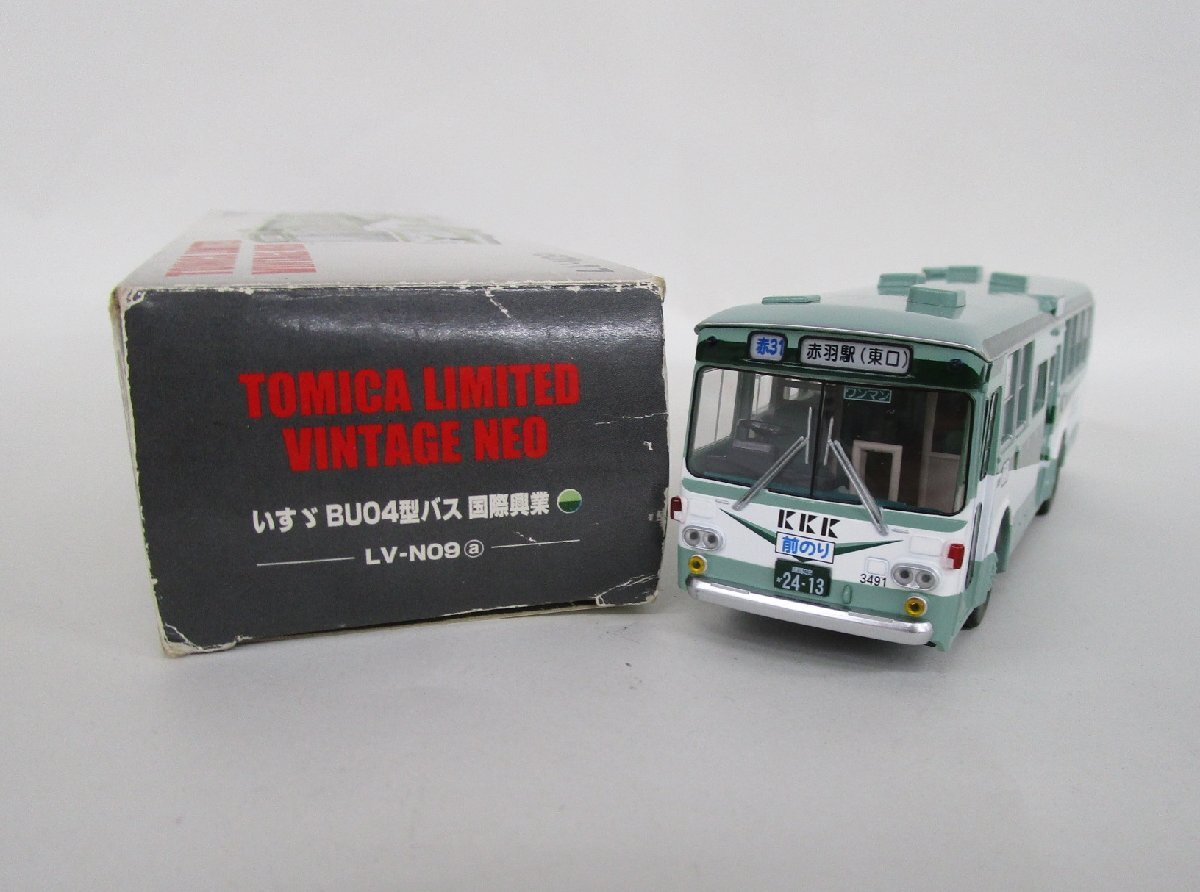 TOMICA LIMITED
VINTAGE NEO
いすゞ BU04型バス 国際興業
LV-N09ⓐ
赤31
赤羽駅(東口)
ワンマン
KKK
前のり
24-13
3491